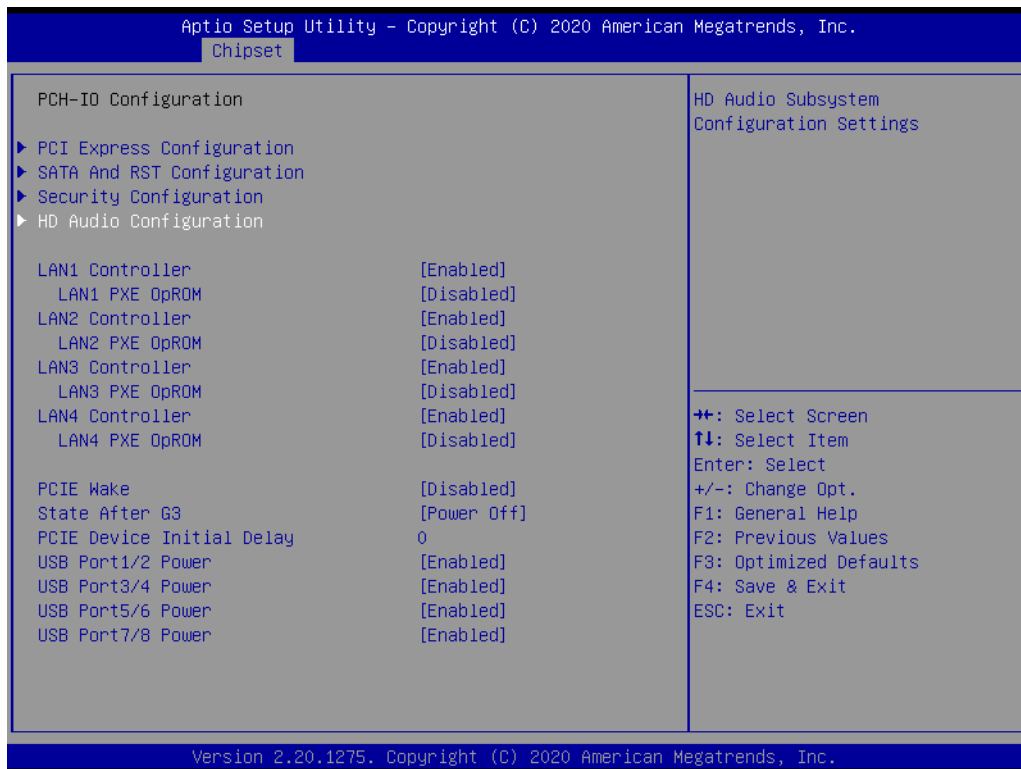 Aptio Setup Utility – Copyright (C) 2020 American Megatrends, Inc.
Chipset
PCH-IO Configuration
PCI Express Configuration
SATA And RST Configuration
Security Configuration
HD Audio Configuration
LAN1 Controller [Enabled]
LAN1 PXE OpROM [Disabled]
LAN2 Controller [Enabled]
LAN2 PXE OpROM [Disabled]
LAN3 Controller [Enabled]
LAN3 PXE OpROM [Disabled]
LAN4 Controller [Enabled]
LAN4 PXE OpROM [Disabled]
PCIE Wake [Disabled]
State After G3 [Power Off]
PCIE Device Initial Delay 0
USB Port1/2 Power [Enabled]
USB Port3/4 Power [Enabled]
USB Port5/6 Power [Enabled]
USB Port7/8 Power [Enabled]
HD Audio Subsystem
Configuration Settings
→←: Select Screen
↑↓: Select Item
Enter: Select
+/-: Change Opt.
F1: General Help
F2: Previous Values
F3: Optimized Defaults
F4: Save & Exit
ESC: Exit
Version 2.20.1275. Copyright (C) 2020 American Megatrends, Inc.